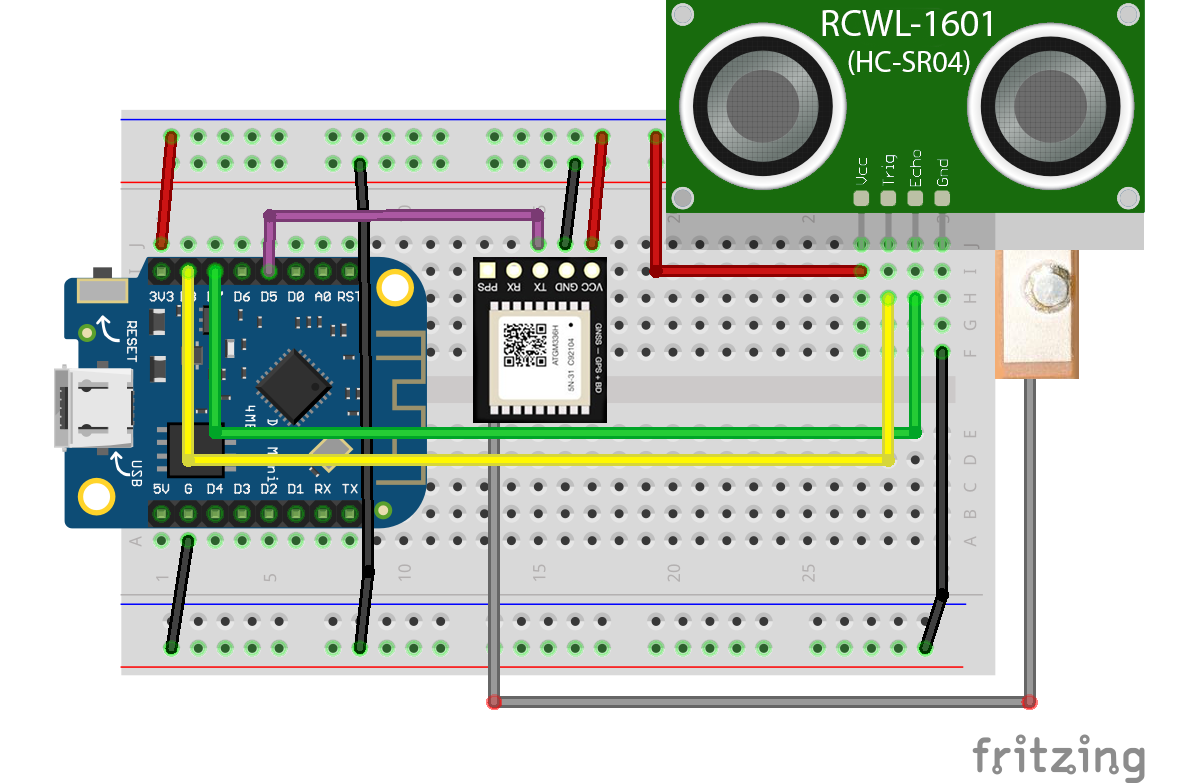 RCWL-1601
(HC-SR04)
Vcc
Trig
Echo
Gnd
J
J
I
H
G
F
E
D
C
B
A
A
3V3
D6 D5 D0 A0 RST
RESET
USB
4MB
Mini
5V G D4 D3 D2 D1 RX TX
PPS RX TX GND VCC
ATGM336H
5N-31 C92104
GNSS - GPS + BD
1 5 10 15 20 25
fritzing